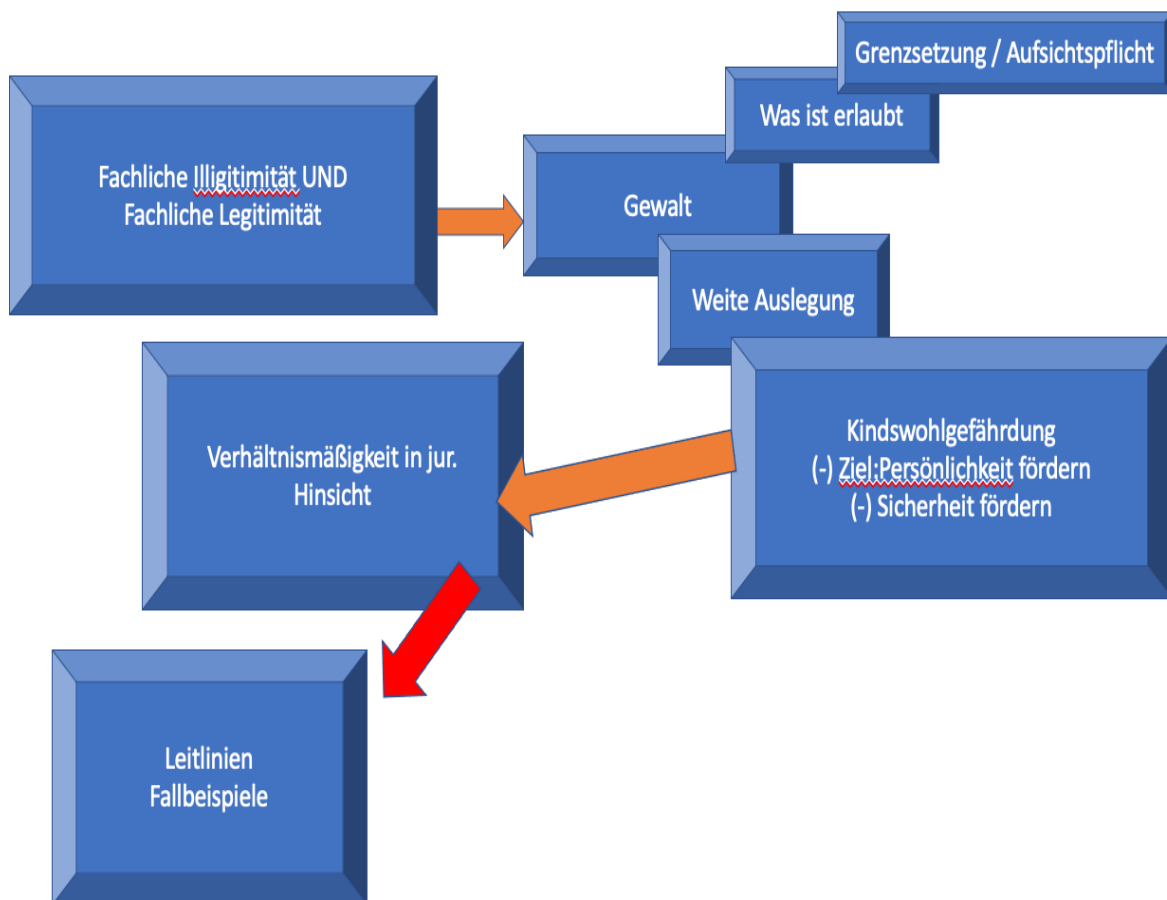 Fachliche Illigitimität UND
Fachliche Legitimität
Grenzsetzung / Aufsichtspflicht
Was ist erlaubt
Gewalt
Weite Auslegung
Kindswohlgefährdung
(-) Ziel:Persönlichkeit fördern
(-) Sicherheit fördern
Verhältnismäßigkeit in jur.
Hinsicht
Leitlinien
Fallbeispiele